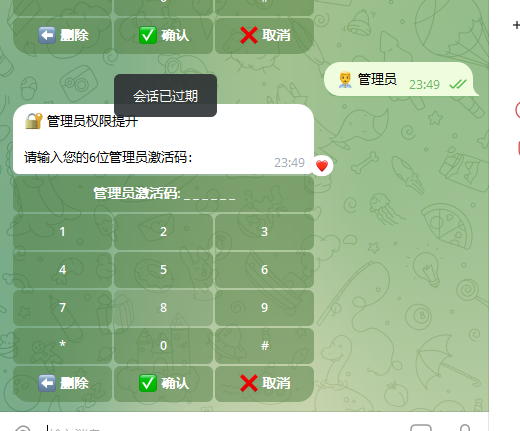 删除 确认 取消
管理员
23:49
会话已过期
管理员权限提升
请输入您的6位管理员激活码:
23:49
管理员激活码: _ _ _ _ _ _
1 2 3
4 5 6
7 8 9
* 0 #
删除 确认 取消